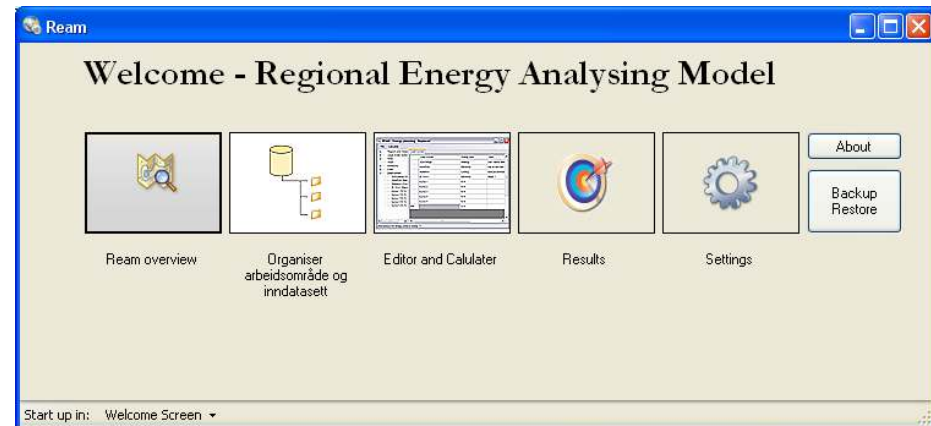 Ream
Welcome - Regional Energy Analysing Model
About
Backup
Restore
Ream overview
Organiser
arbeidsområde og
inndatasett
Editor and Calulater
Results
Settings
Start up in: Welcome Screen